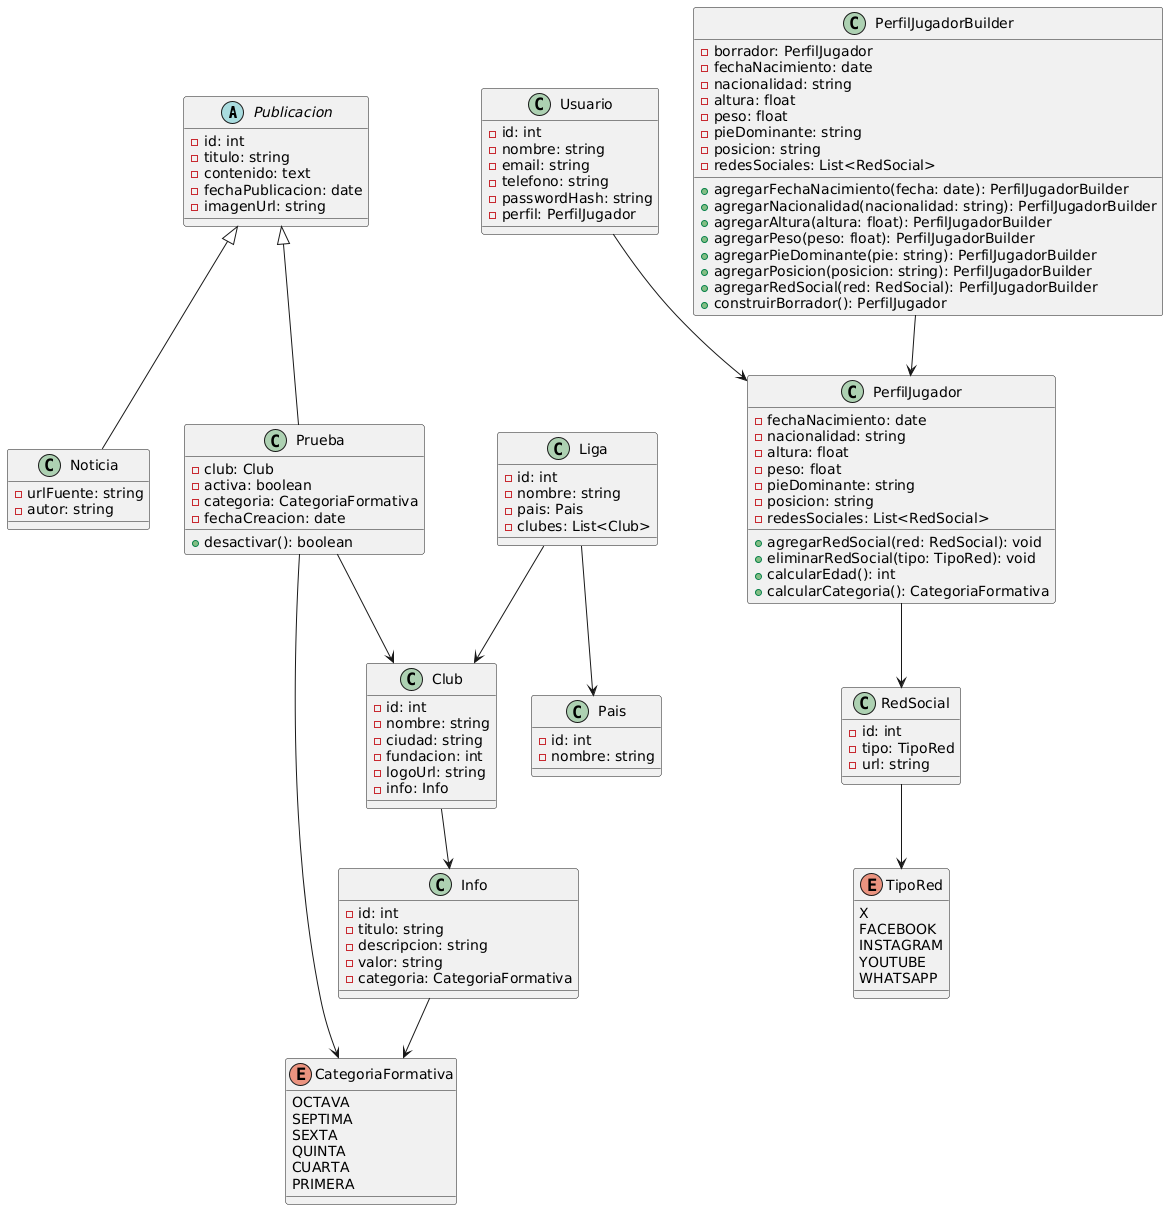 C PerfilJugadorBuilder
borrador: PerfilJugador
fechaNacimiento: date
nacionalidad: string
altura: float
peso: float
pieDominante: string
posicion: string
redesSociales: List<RedSocial>
agregarFechaNacimiento(fecha: date): PerfilJugadorBuilder
agregarNacionalidad(nacionalidad: string): PerfilJugadorBuilder
agregarAltura(altura: float): PerfilJugadorBuilder
agregarPeso(peso: float): PerfilJugadorBuilder
agregarPieDominante(pie: string): PerfilJugadorBuilder
agregarPosicion(posicion: string): PerfilJugadorBuilder
agregarRedSocial(red: RedSocial): PerfilJugadorBuilder
construirBorrador(): PerfilJugador
A Publicacion
id: int
titulo: string
contenido: text
fechaPublicacion: date
imagenUrl: string
C Usuario
id: int
nombre: string
email: string
telefono: string
passwordHash: string
perfil: PerfilJugador
C Noticia
urlFuente: string
autor: string
C Prueba
club: Club
activa: boolean
categoria: CategoriaFormativa
fechaCreacion: date
desactivar(): boolean
C Liga
id: int
nombre: string
pais: Pais
clubes: List<Club>
C PerfilJugador
fechaNacimiento: date
nacionalidad: string
altura: float
peso: float
pieDominante: string
posicion: string
redesSociales: List<RedSocial>
agregarRedSocial(red: RedSocial): void
eliminarRedSocial(tipo: TipoRed): void
calcularEdad(): int
calcularCategoria(): CategoriaFormativa
C Club
id: int
nombre: string
ciudad: string
fundacion: int
logoUrl: string
info: Info
C Pais
id: int
nombre: string
C RedSocial
id: int
tipo: TipoRed
url: string
C Info
id: int
titulo: string
descripcion: string
valor: string
categoria: CategoriaFormativa
E TipoRed
X
FACEBOOK
INSTAGRAM
YOUTUBE
WHATSAPP
E CategoriaFormativa
OCTAVA
SEPTIMA
SEXTA
QUINTA
CUARTA
PRIMERA